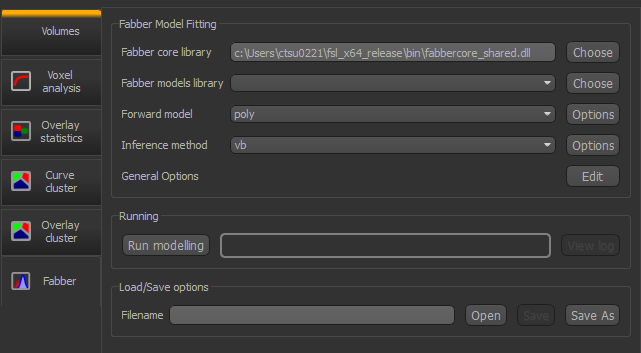 Volumes
Voxel
analysis
Overlay
statistics
Curve
cluster
Overlay
cluster
Fabber
Fabber Model Fitting
Fabber core library c:\Users\ctsu0221\fsl_x64_release\bin\fabbercore_shared.dll Choose
Fabber models library Choose
Forward model poly Options
Inference method vb Options
General Options Edit
Running
Run modelling View log
Load/Save options
Filename Open Save Save As